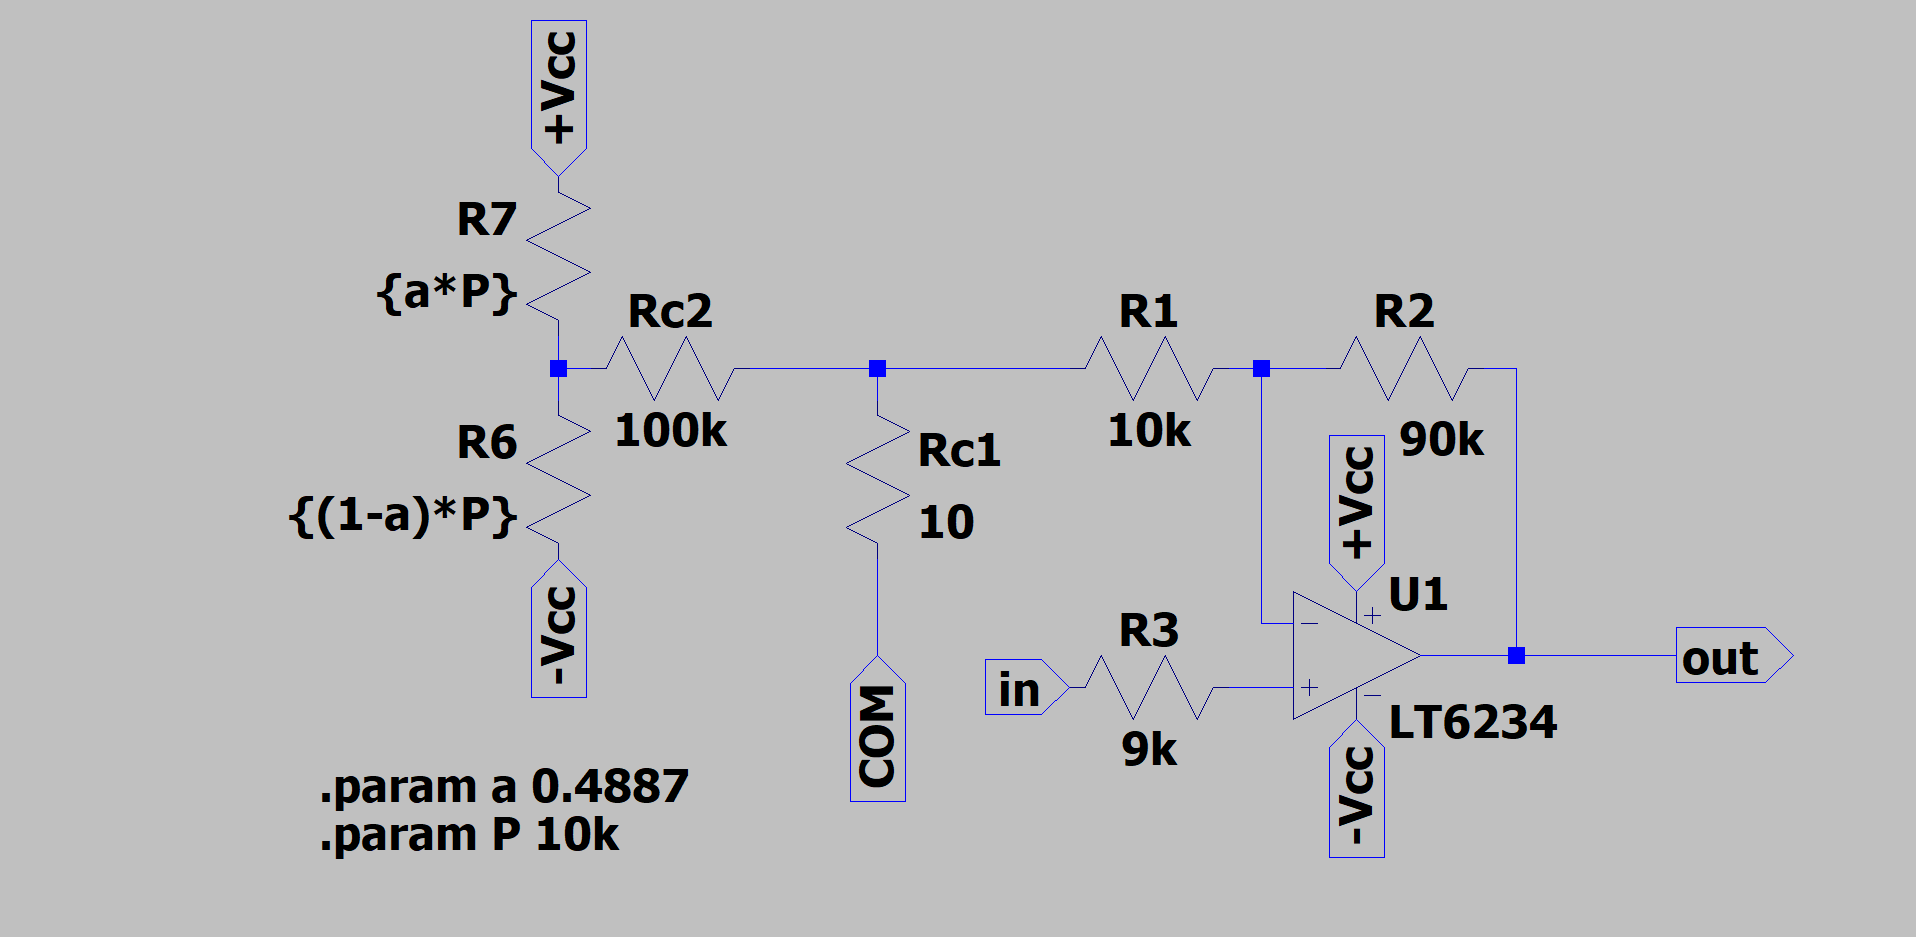 +Vcc
R7
{a*P}
Rc2
100k
R1
10k
R2
90k
R6
{(1-a)*P}
Rc1
10
+Vcc
-Vcc
U1
R3
9k
in
out
COM
LT6234
-Vcc
.param a 0.4887
.param P 10k